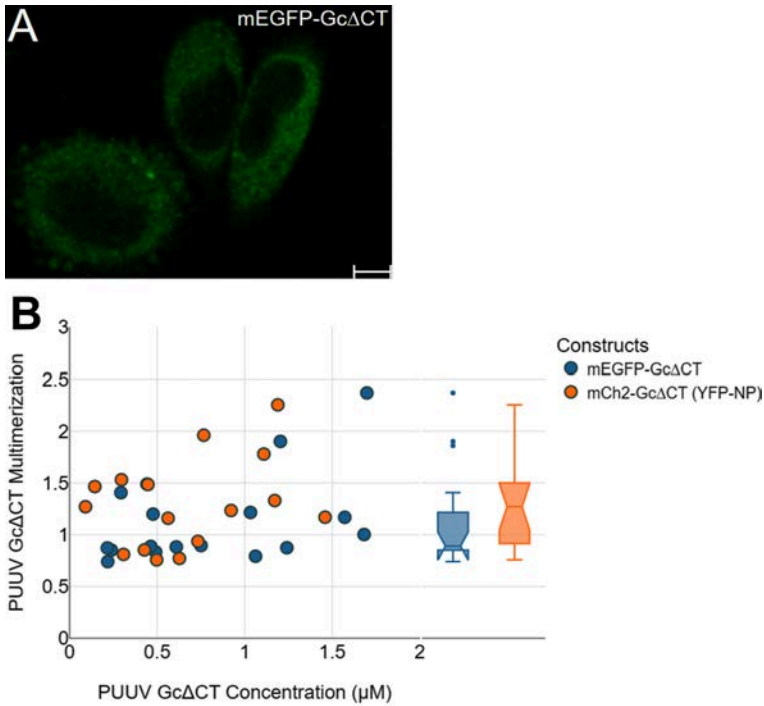 A
mEGFP-GcΔCT
B
3
2.5
2
1.5
1
0.5
0
PUUV GcΔCT Multimerization
0
0.5
1
1.5
2
PUUV GcΔCT Concentration (µM)
Constructs
mEGFP-GcΔCT
mCh2-GcΔCT (YFP-NP)